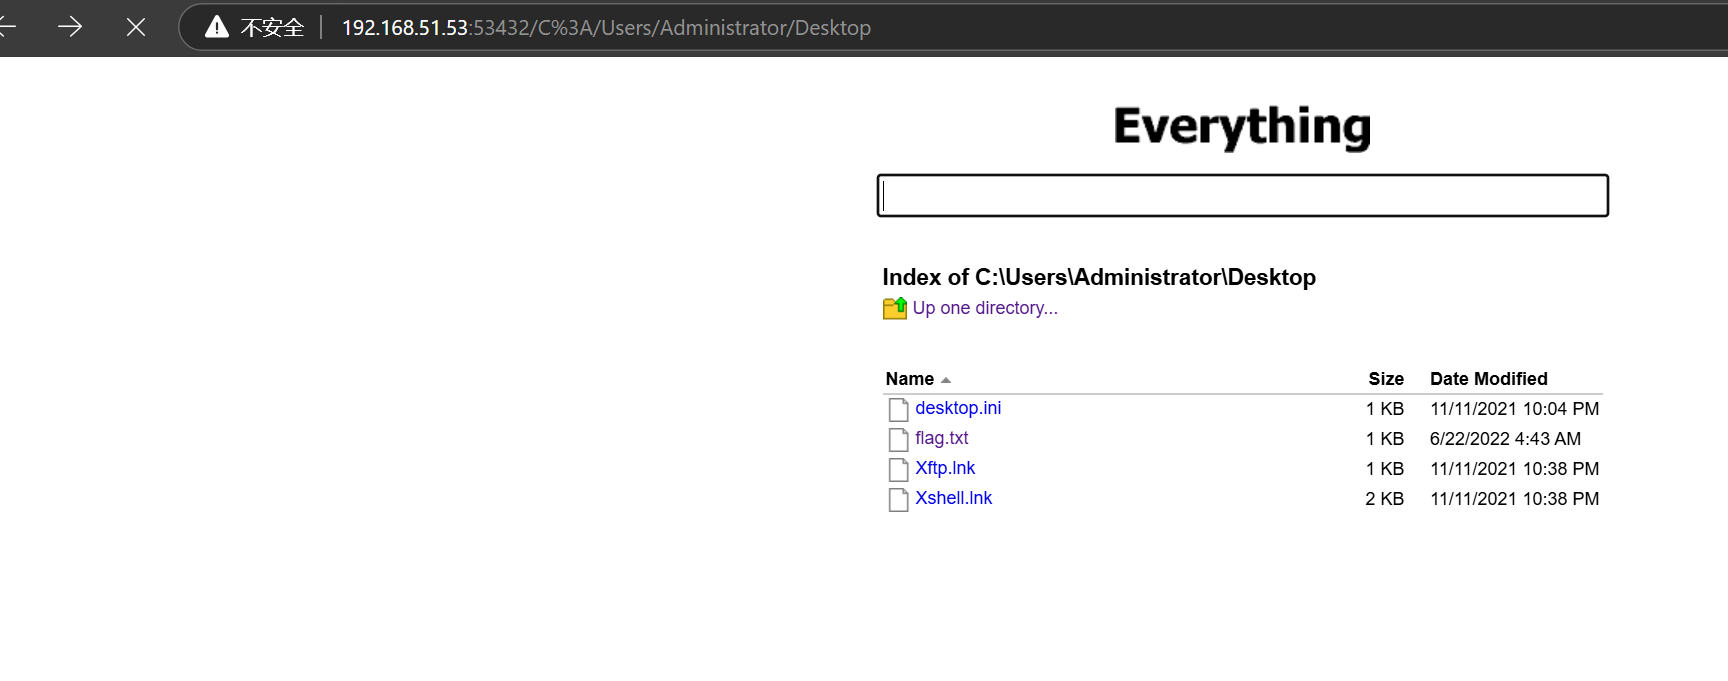 不安全 192.168.51.53:53432/C%3A/Users/Administrator/Desktop
Everything
Index of C:\Users\Administrator\Desktop
Up one directory...
Name Size Date Modified
desktop.ini 1 KB 11/11/2021 10:04 PM
flag.txt 1 KB 6/22/2022 4:43 AM
Xftp.lnk 1 KB 11/11/2021 10:38 PM
Xshell.lnk 2 KB 11/11/2021 10:38 PM